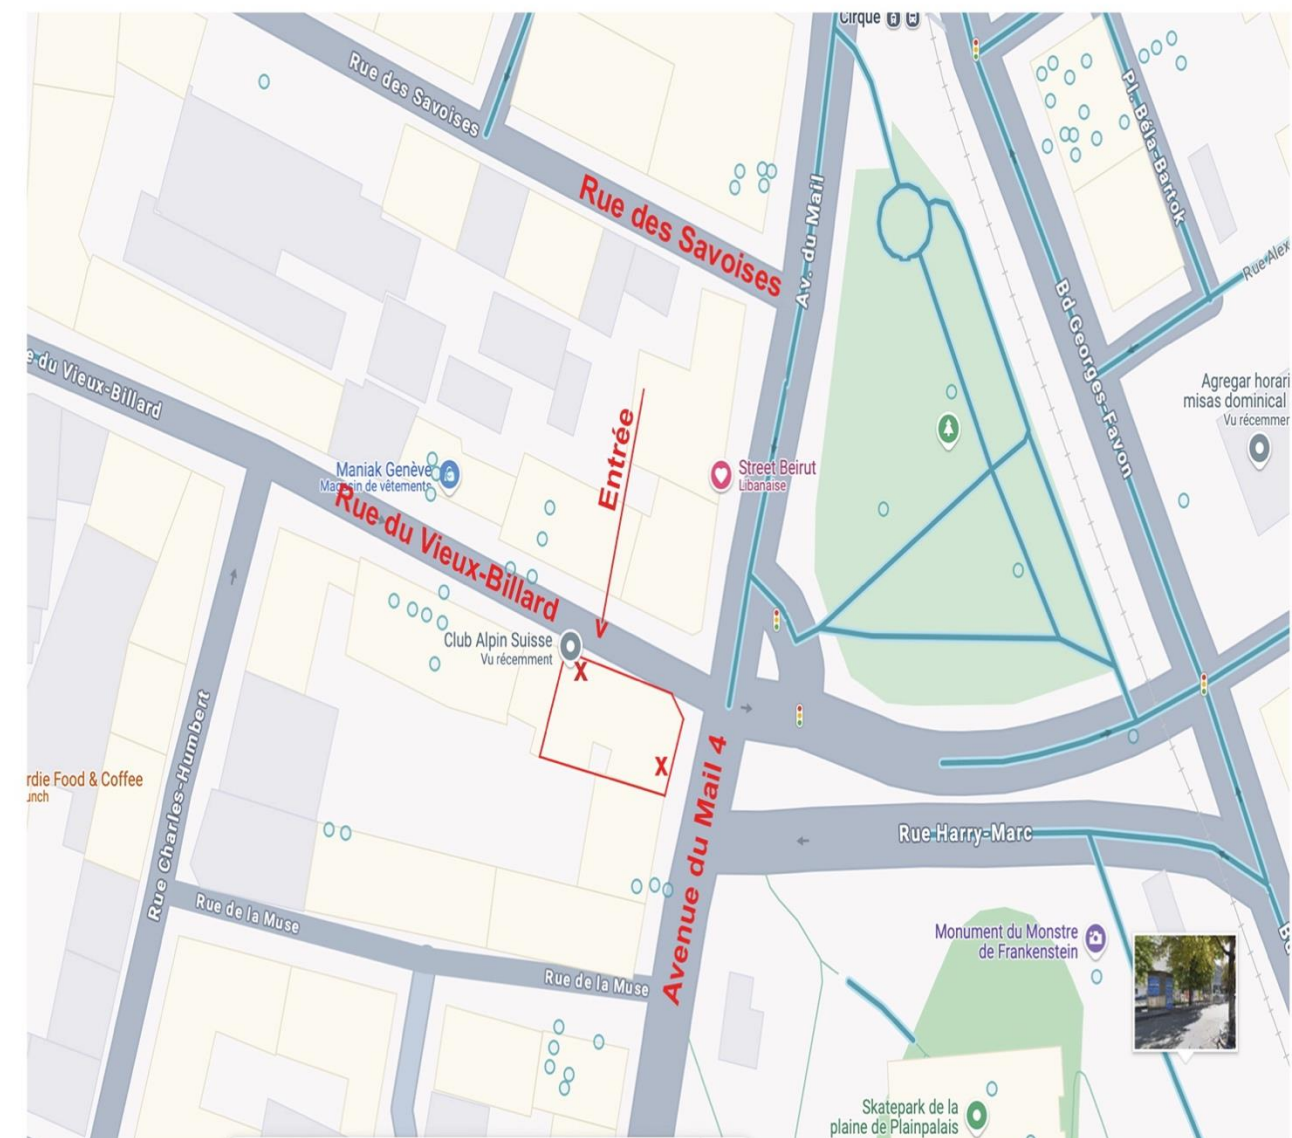 Cirque
Rue des Savoises
Pl. Béla-Bartok
Rue des Savoises
Av. du Mail
Rue Alex
Bd Georges-Favon
e du Vieux-Billard
Agregar horari
misas dominical
Vu récemmer
Entrée
Maniak Genève
Magasin de vêtements
Street Beirut
Libanaise
Rue du Vieux-Billard
V
Club Alpin Suisse
Vu récemment
X
X
Avenue du Mail 4
rdie Food & Coffee
unch
Rue Charles-Humbert
Rue Harry-Marc
Rue de la Muse
Monument du Monstre
de Frankenstein
Bo
Rue de la Muse
Skatepark de la
plaine de Plainpalais